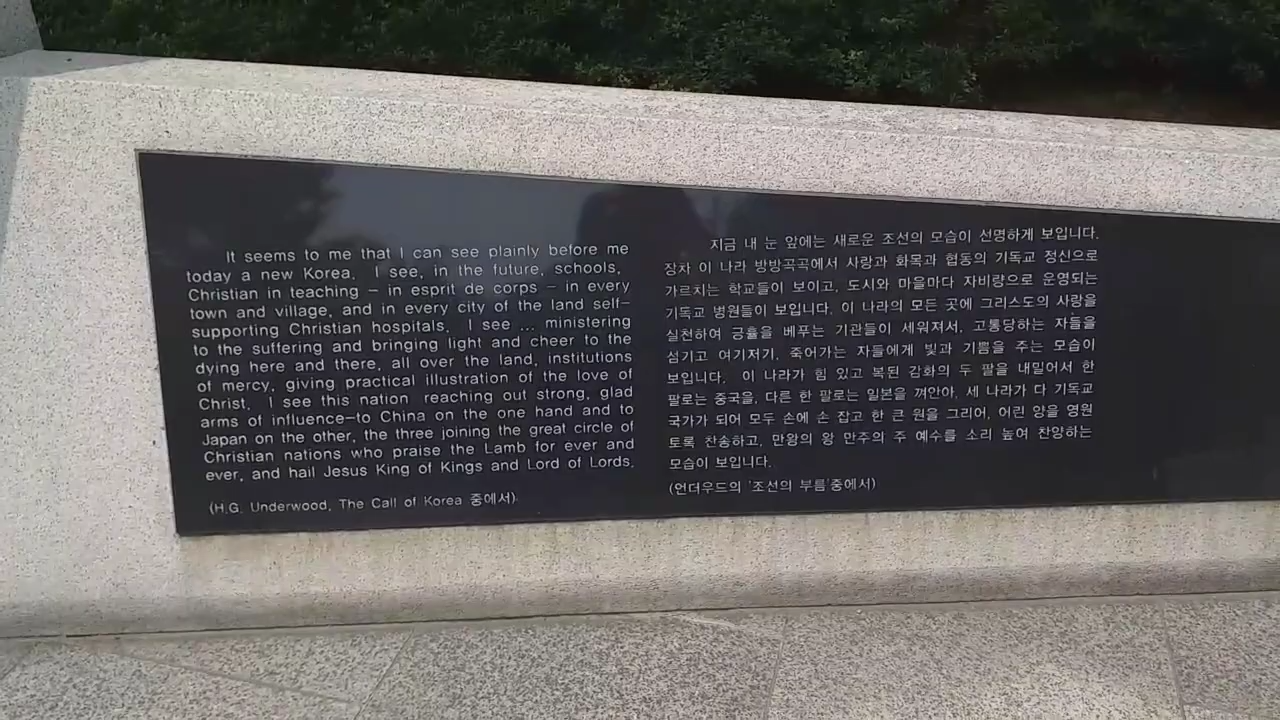 It seems to me that I can see plainly before me
today a new Korea. I see, in the future, schools,
Christian in teaching – in esprit de corps – in every
town and village, and in every city of the land self–
supporting Christian hospitals. I see ... ministering
to the suffering and bringing light and cheer to the
dying here and there, all over the land, institutions
of mercy, giving practical illustration of the love of
Christ. I see this nation reaching out strong, glad
arms of influence–to China on the one hand and to
Japan on the other, the three joining the great circle of
Christian nations who praise the Lamb for ever and
ever, and hail Jesus King of Kings and Lord of Lords.
(H.G. Underwood, The Call of Korea 중에서)
지금 내 눈 앞에는 새로운 조선의 모습이 선명하게 보입니다.
장차 이 나라 방방곡곡에서 사랑과 화목과 협동의 기독교 정신으로
가르치는 학교들이 보이고, 도시와 마을마다 자비량으로 운영되는
기독교 병원들이 보입니다. 이 나라의 모든 곳에 그리스도의 사랑을
실천하여 긍휼을 베푸는 기관들이 세워져서, 고통당하는 자들을
섬기고 여기저기, 죽어가는 자들에게 빛과 기쁨을 주는 모습이
보입니다. 이 나라가 힘 있고 복된 감화의 두 팔을 내밀어서 한
팔로는 중국을, 다른 한 팔로는 일본을 껴안아, 세 나라가 다 기독교
국가가 되어 모두 손에 손 잡고 한 큰 원을 그리어, 어린 양을 영원
토록 찬송하고, 만왕의 왕 만주의 주 예수를 소리 높여 찬양하는
모습이 보입니다.
(언더우드의 '조선의 부름'중에서)